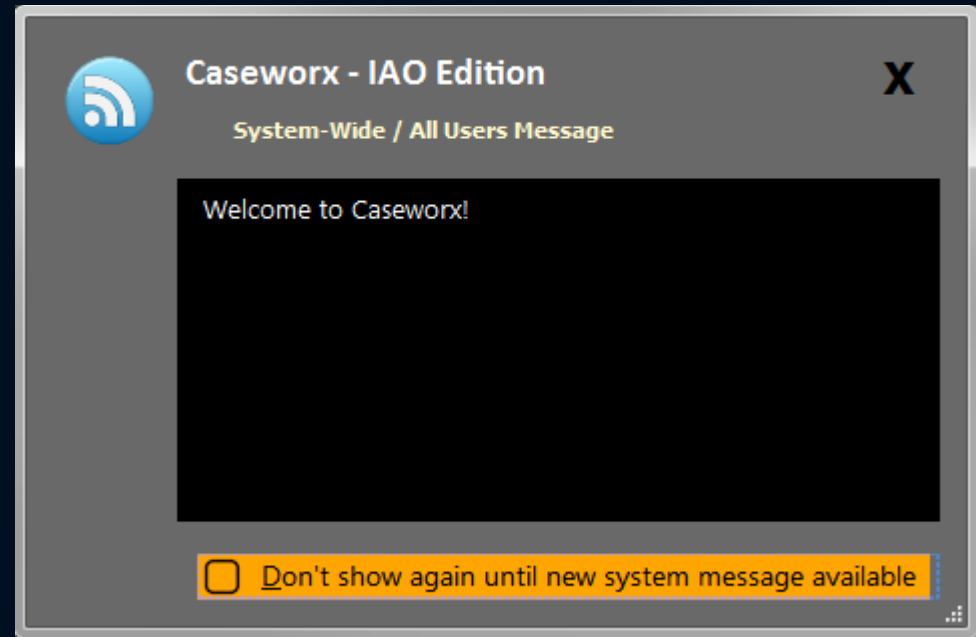 Caseworx - IAO Edition
X
System-Wide / All Users Message
Welcome to Caseworx!
Don't show again until new system message available